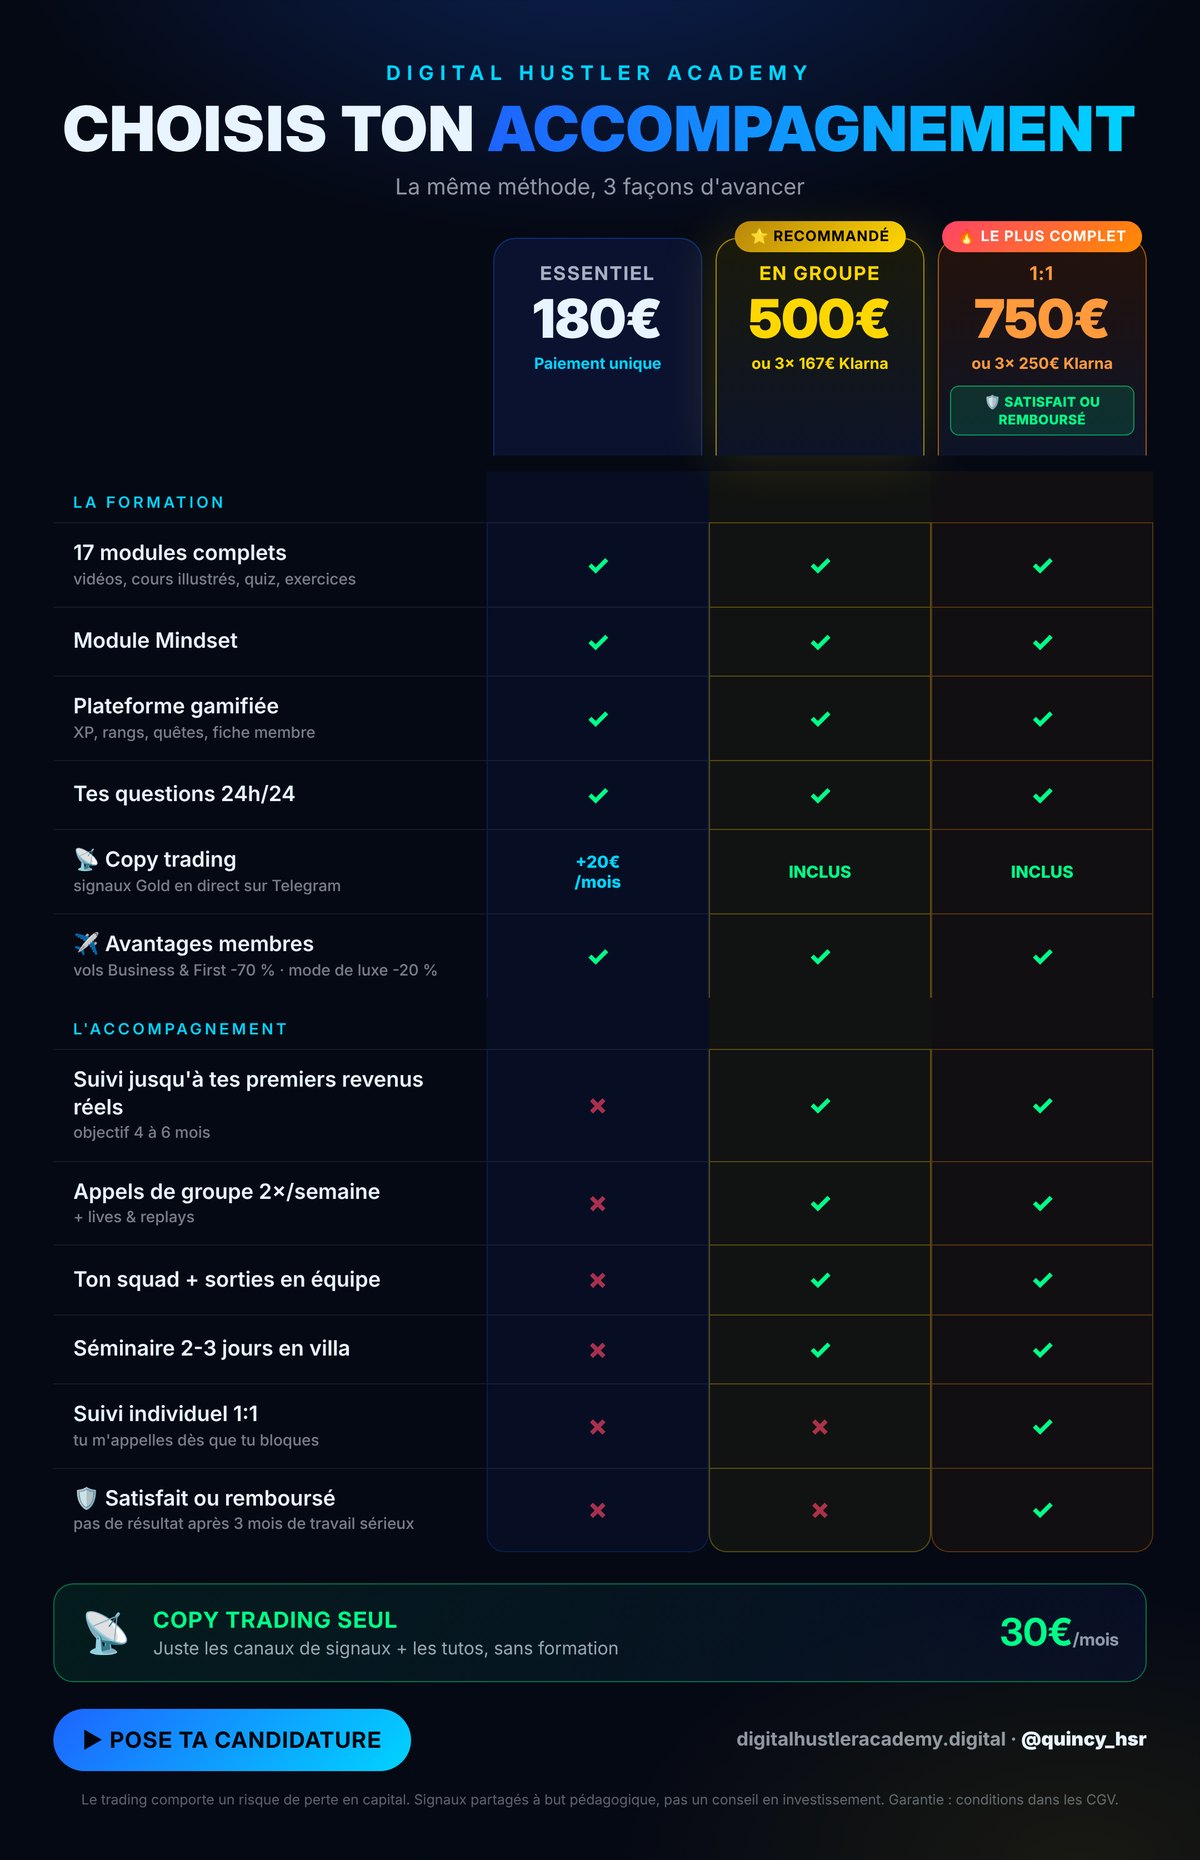 DIGITAL HUSTLER ACADEMY
CHOISIS TON ACCOMPAGNEMENT
La même méthode, 3 façons d'avancer
ESSENTIEL
180€
Paiement unique
⭐ RECOMMANDÉ
EN GROUPE
500€
ou 3× 167€ Klarna
🔥 LE PLUS COMPLET
1:1
750€
ou 3× 250€ Klarna
🛡️ SATISFAIT OU
REMBOURSÉ
LA FORMATION
17 modules complets
vidéos, cours illustrés, quiz, exercices
✓ ✓ ✓
Module Mindset
✓ ✓ ✓
Plateforme gamifiée
XP, rangs, quêtes, fiche membre
✓ ✓ ✓
Tes questions 24h/24
✓ ✓ ✓
📡 Copy trading
signaux Gold en direct sur Telegram
+20€
/mois
INCLUS
INCLUS
✈️ Avantages membres
vols Business & First -70 % · mode de luxe -20 %
✓ ✓ ✓
L'ACCOMPAGNEMENT
Suivi jusqu'à tes premiers revenus
réels
objectif 4 à 6 mois
✗ ✓ ✓
Appels de groupe 2×/semaine
+ lives & replays
✗ ✓ ✓
Ton squad + sorties en équipe
✗ ✓ ✓
Séminaire 2-3 jours en villa
✗ ✓ ✓
Suivi individuel 1:1
tu m'appelles dès que tu bloques
✗ ✗ ✓
🛡️ Satisfait ou remboursé
pas de résultat après 3 mois de travail sérieux
✗ ✗ ✓
📡 COPY TRADING SEUL
Juste les canaux de signaux + les tutos, sans formation
30€/mois
▶ POSE TA CANDIDATURE
digitalhustleracademy.digital · @quincy_hsr
Le trading comporte un risque de perte en capital. Signaux partagés à but pédagogique, pas un conseil en investissement. Garantie : conditions dans les CGV.